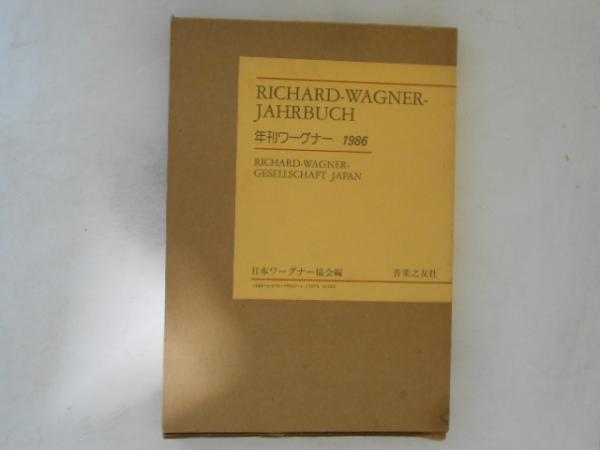 RICHARD-WAGNER-
JAHRBUCH
年刊ワーグナー 1986
RICHARD-WAGNER-
GESELLSCHAFT JAPAN
日本ワーグナー協会編 音楽之友社